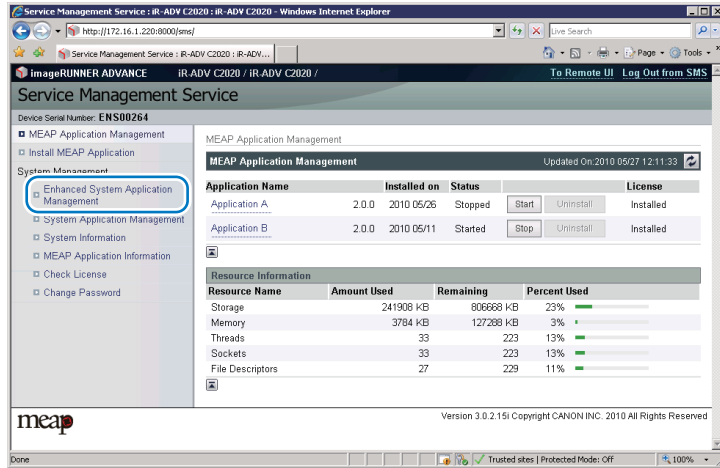 Service Management Service : iR-ADV C2020 : iR-ADV C2020 - Windows Internet Explorer
http://172.16.1.220:8000/sms/
Live Search
Service Management Service : iR-ADV C2020 : iR-ADV...
Page
Tools
imageRUNNER ADVANCE iR-ADV C2020 / iR-ADV C2020 /
To Remote UI Log Out from SMS
Service Management Service
Device Serial Number: ENS00264
MEAP Application Management
Install MEAP Application
System Management
Enhanced System Application
Management
System Application Management
System Information
MEAP Application Information
Check License
Change Password
MEAP Application Management
MEAP Application Management Updated On:2010 05/27 12:11:33
Application Name Installed on Status License
Application A 2.0.0 2010 05/26 Stopped Start Uninstall Installed
Application B 2.0.0 2010 05/11 Started Stop Uninstall Installed
Resource Information
Resource Name Amount Used Remaining Percent Used
Storage 241908 KB 806668 KB 23%
Memory 3784 KB 127288 KB 3%
Threads 33 223 13%
Sockets 33 223 13%
File Descriptors 27 229 11%
meap
Version 3.0.2.15i Copyright CANON INC. 2010 All Rights Reserved
Done
Trusted sites | Protected Mode: Off
100%